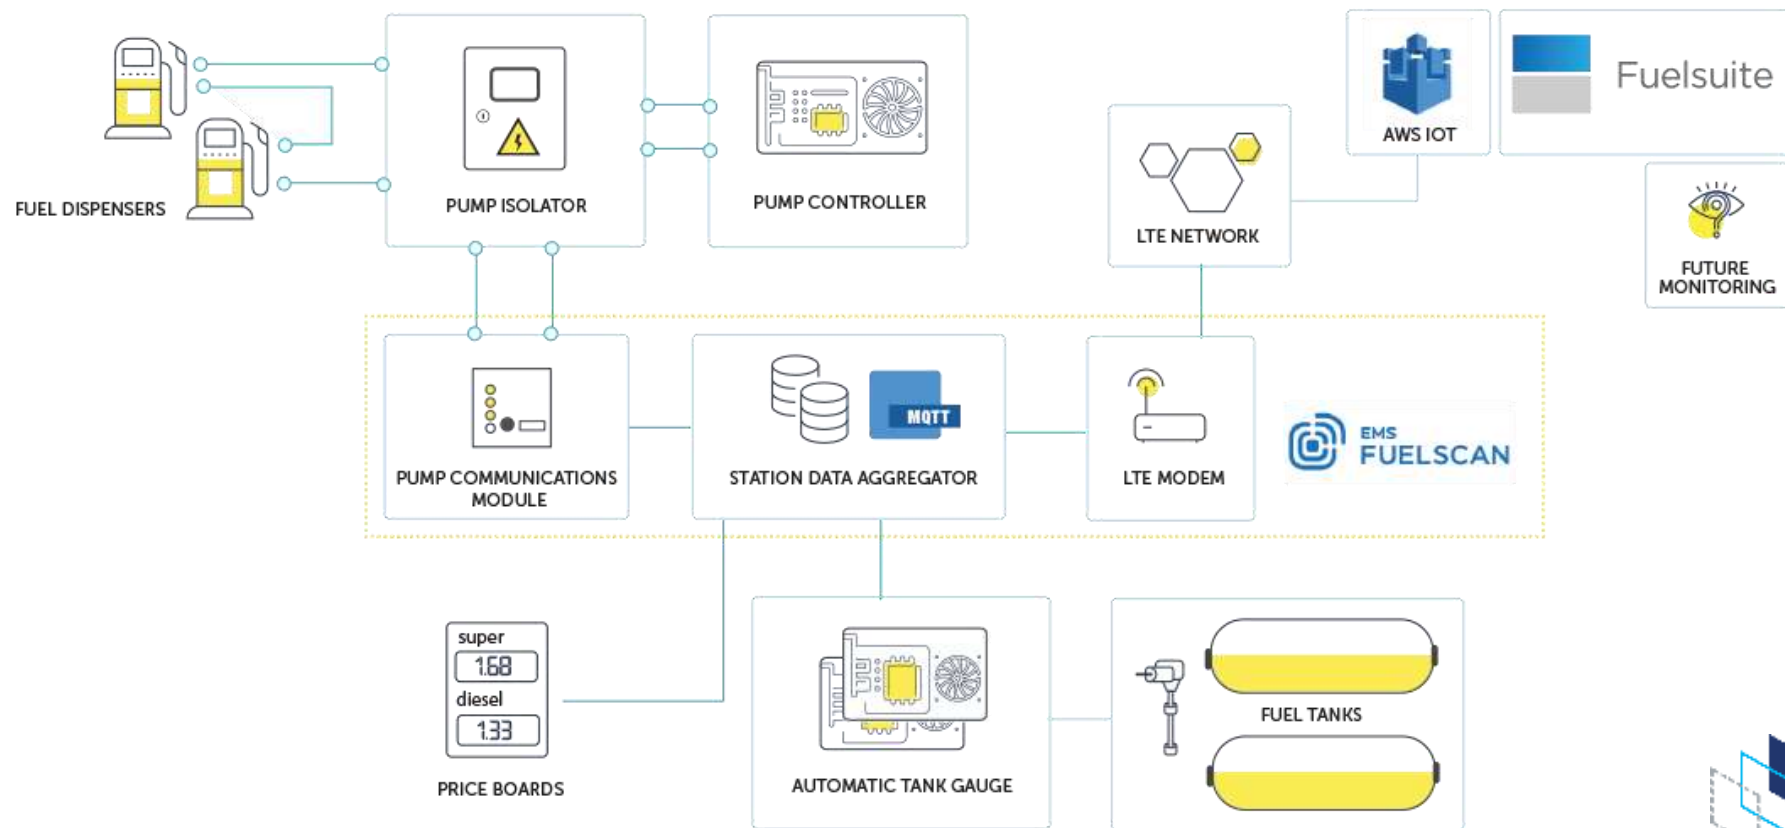 AWS IOT
Fuelsuite
FUEL DISPENSERS
PUMP ISOLATOR
PUMP CONTROLLER
LTE NETWORK
FUTURE
MONITORING
PUMP COMMUNICATIONS
MODULE
MQTT
STATION DATA AGGREGATOR
LTE MODEM
EMS
FUELSCAN
super
1.68
diesel
1.33
PRICE BOARDS
AUTOMATIC TANK GAUGE
FUEL TANKS